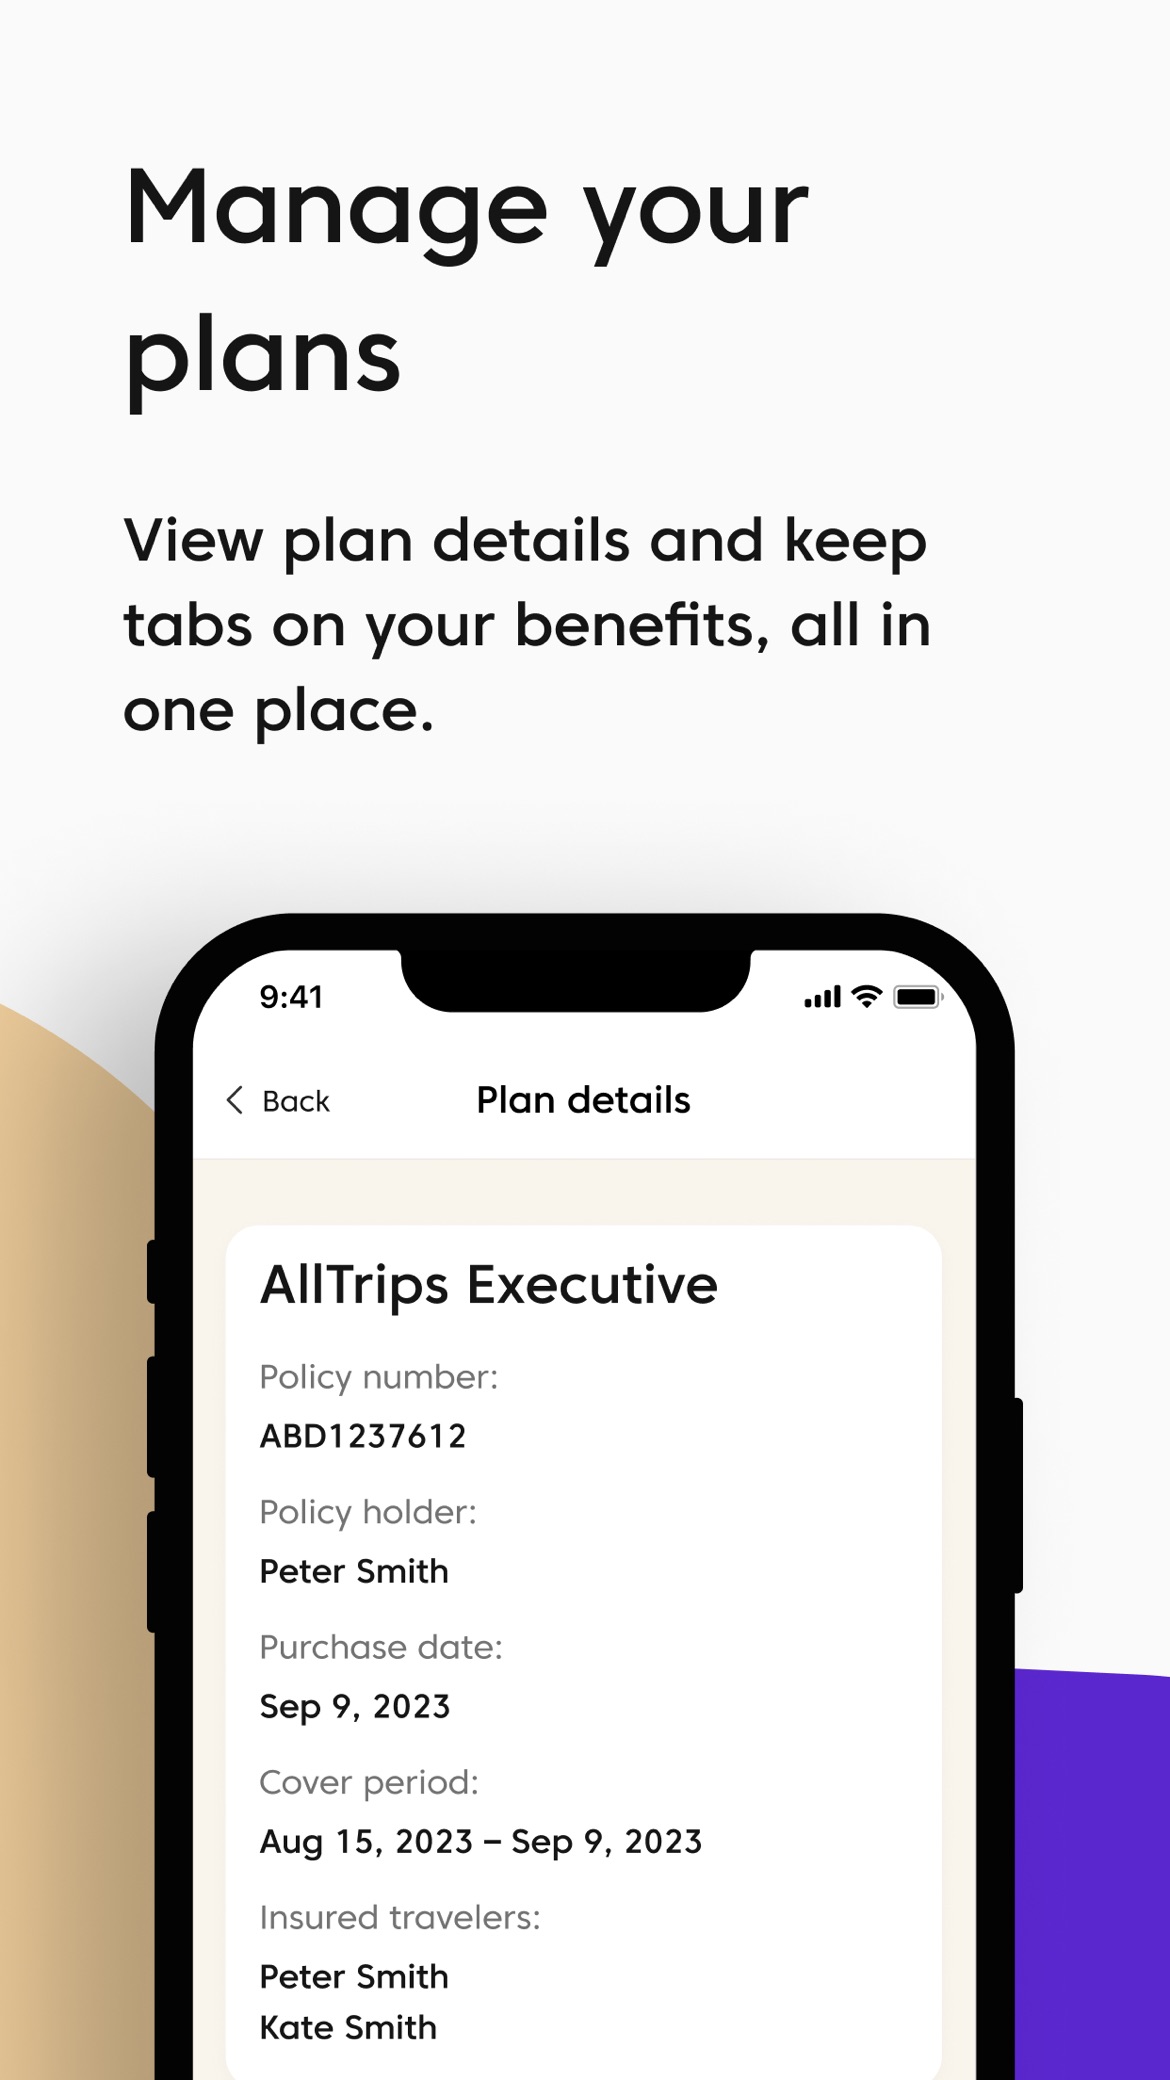 Manage your
plans
View plan details and keep
tabs on your benefits, all in
one place.
9:41
Back
Plan details
AllTrips Executive
Policy number:
ABD1237612
Policy holder:
Peter Smith
Purchase date:
Sep 9, 2023
Cover period:
Aug 15, 2023 – Sep 9, 2023
Insured travelers:
Peter Smith
Kate Smith